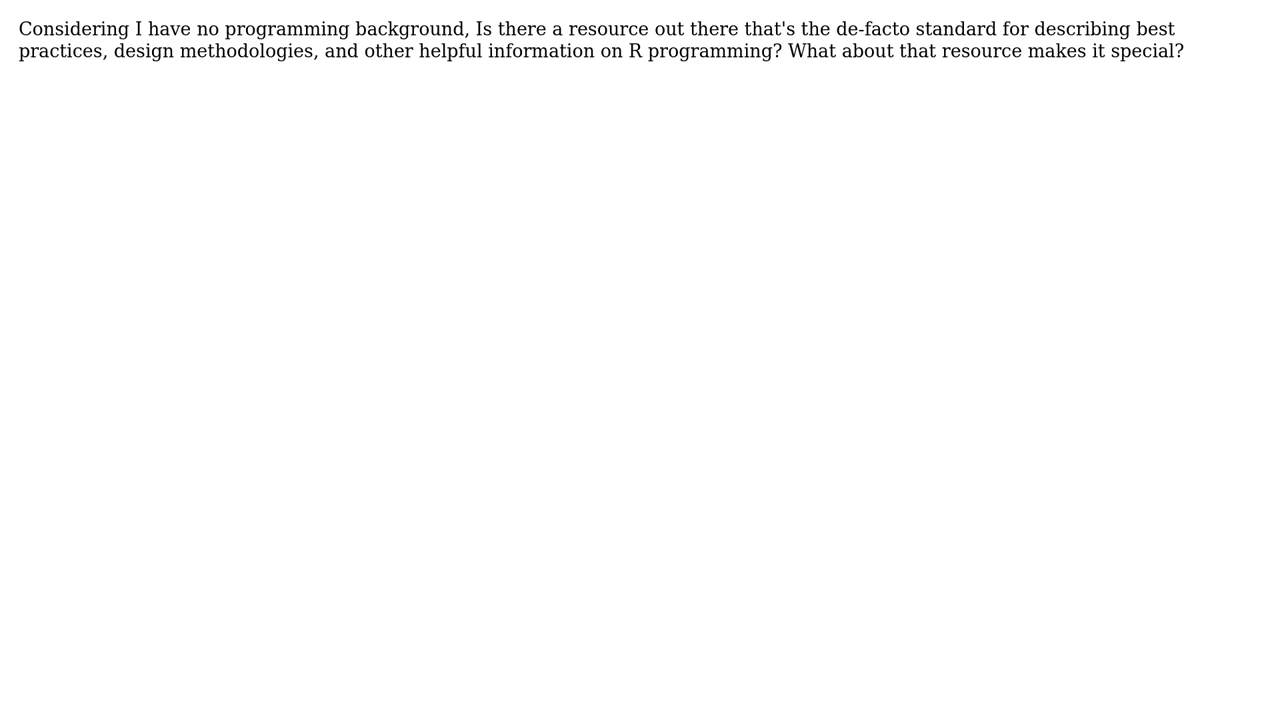 Considering I have no programming background, Is there a resource out there that's the de-facto standard for describing best
practices, design methodologies, and other helpful information on R programming? What about that resource makes it special?